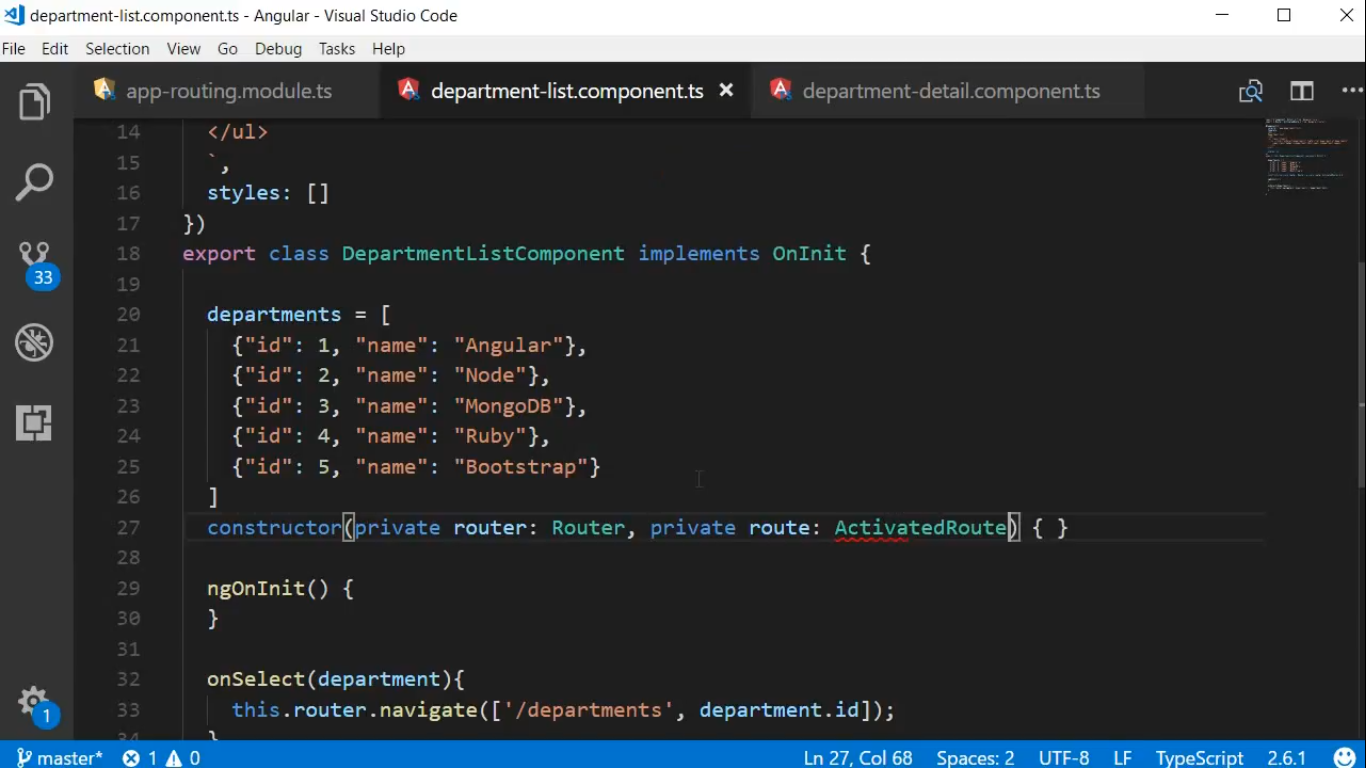 department-list.component.ts - Angular - Visual Studio Code
File Edit Selection View Go Debug Tasks Help
app-routing.module.ts department-list.component.ts × department-detail.component.ts
14 </ul>
15 `,
16 styles: []
17 })
18 export class DepartmentListComponent implements OnInit {
19
20 departments = [
21 {"id": 1, "name": "Angular"},
22 {"id": 2, "name": "Node"},
23 {"id": 3, "name": "MongoDB"},
24 {"id": 4, "name": "Ruby"},
25 {"id": 5, "name": "Bootstrap"}
26 ]
27 constructor(private router: Router, private route: ActivatedRoute) { }
28
29 ngOnInit() {
30 }
31
32 onSelect(department){
33 this.router.navigate(['/departments', department.id]);
34 }
33
1
master* 1 0 Ln 27, Col 68 Spaces: 2 UTF-8 LF TypeScript 2.6.1